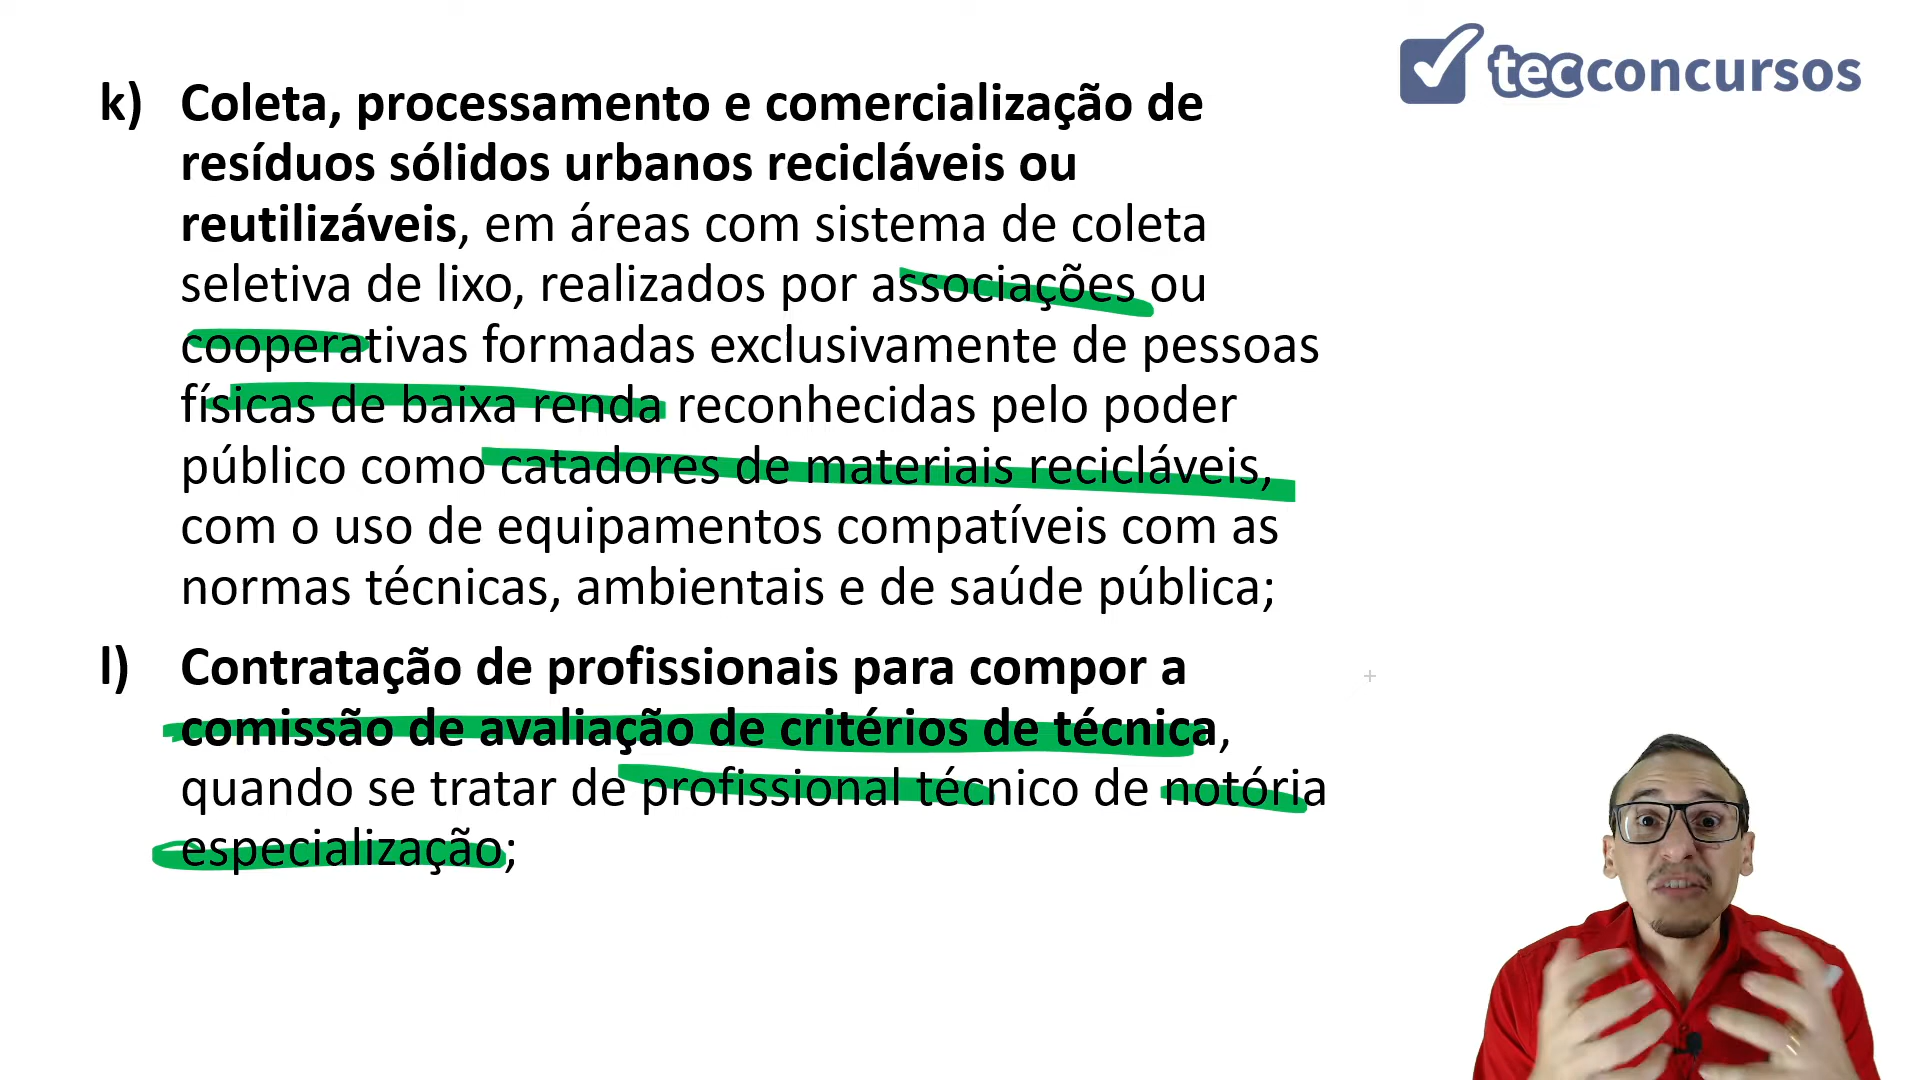 tecconcursos
k) Coleta, processamento e comercialização de
resíduos sólidos urbanos recicláveis ou
reutilizáveis, em áreas com sistema de coleta
seletiva de lixo, realizados por associações ou
cooperativas formadas exclusivamente de pessoas
físicas de baixa renda reconhecidas pelo poder
público como catadores de materiais recicláveis,
com o uso de equipamentos compatíveis com as
normas técnicas, ambientais e de saúde pública;
l) Contratação de profissionais para compor a
comissão de avaliação de critérios de técnica,
quando se tratar de profissional técnico de notória
especialização;